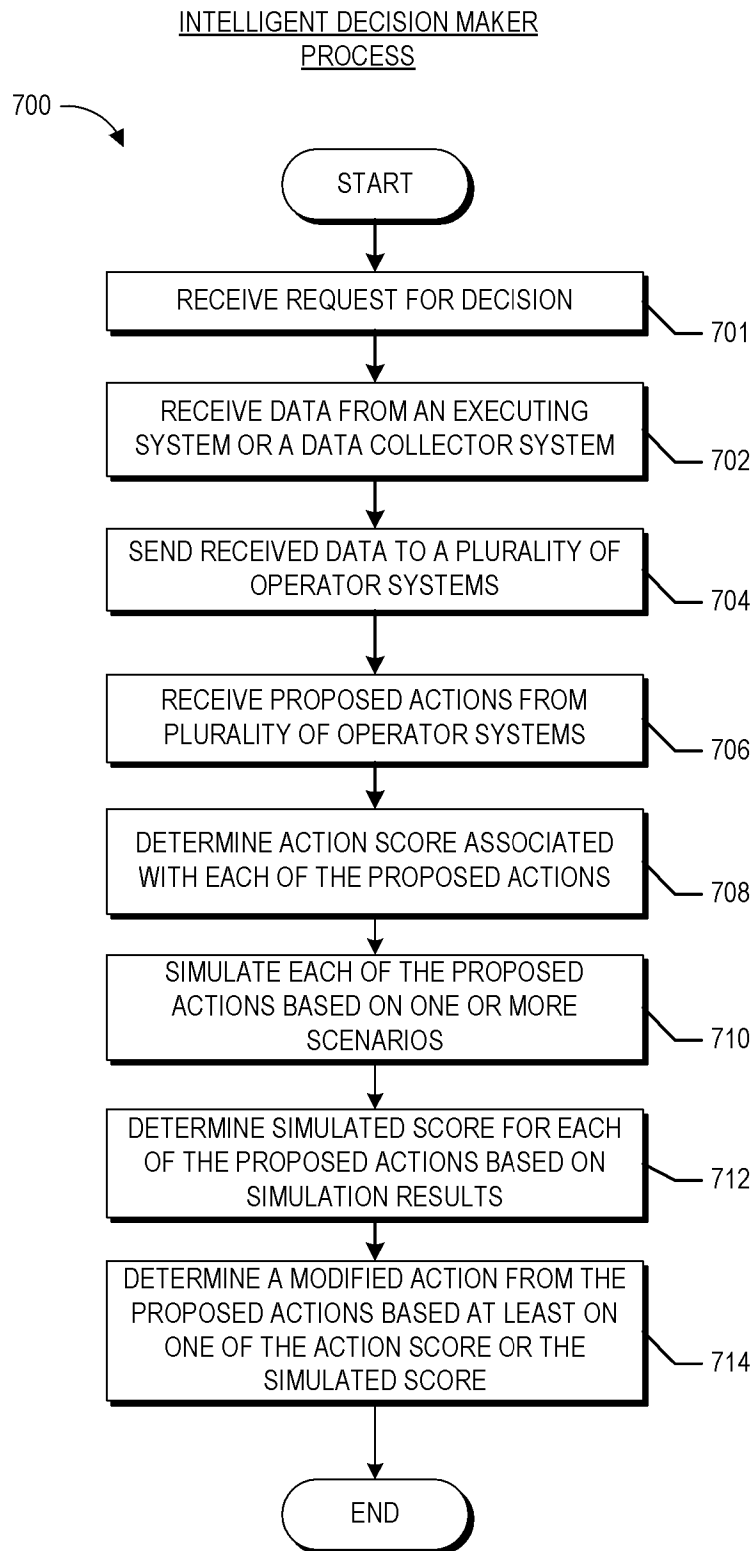 INTELLIGENT DECISION MAKER
PROCESS
700
START
RECEIVE REQUEST FOR DECISION
701
RECEIVE DATA FROM AN EXECUTING
SYSTEM OR A DATA COLLECTOR SYSTEM
702
SEND RECEIVED DATA TO A PLURALITY OF
OPERATOR SYSTEMS
704
RECEIVE PROPOSED ACTIONS FROM
PLURALITY OF OPERATOR SYSTEMS
706
DETERMINE ACTION SCORE ASSOCIATED
WITH EACH OF THE PROPOSED ACTIONS
708
SIMULATE EACH OF THE PROPOSED
ACTIONS BASED ON ONE OR MORE
SCENARIOS
710
DETERMINE SIMULATED SCORE FOR EACH
OF THE PROPOSED ACTIONS BASED ON
SIMULATION RESULTS
712
DETERMINE A MODIFIED ACTION FROM THE
PROPOSED ACTIONS BASED AT LEAST ON
ONE OF THE ACTION SCORE OR THE
SIMULATED SCORE
714
END